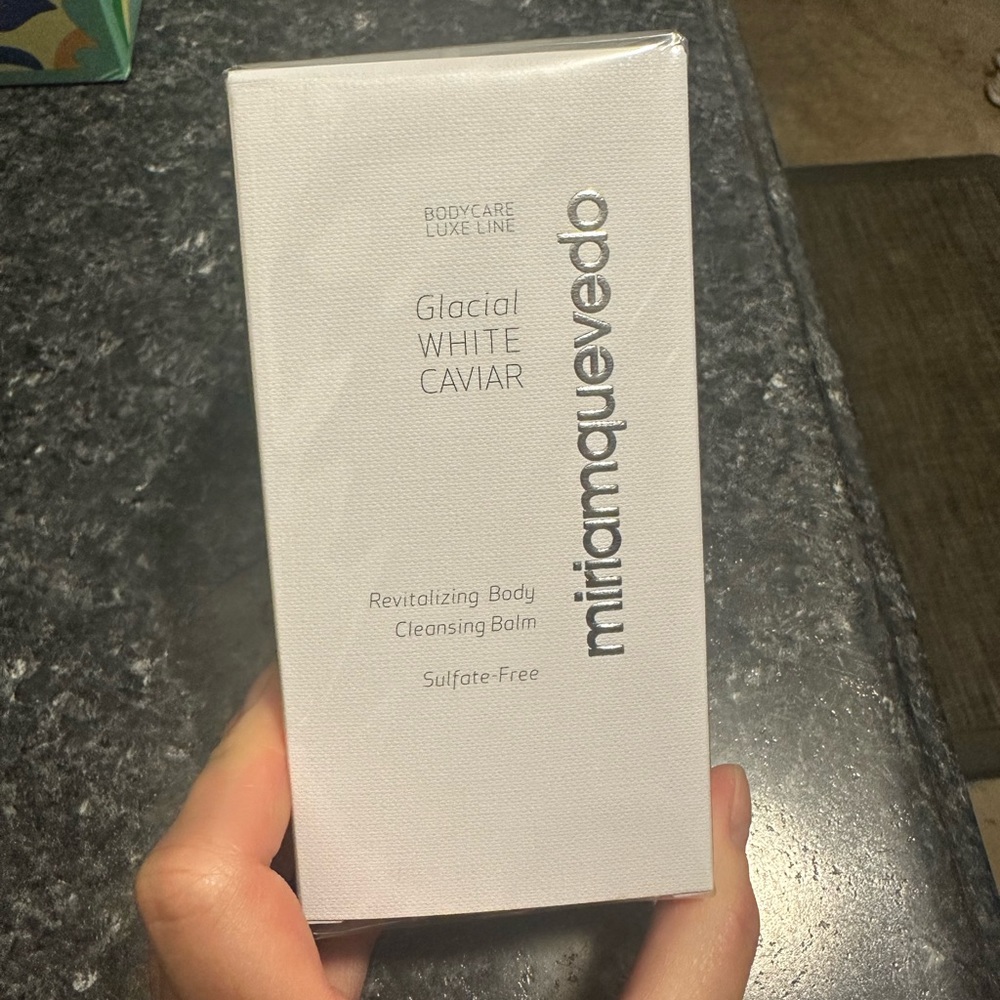 BODYCARE
LUXE LINE
Glacial
WHITE
CAVIAR
Revitalizing Body
Cleansing Balm
Sulfate-Free
miriamquevedo